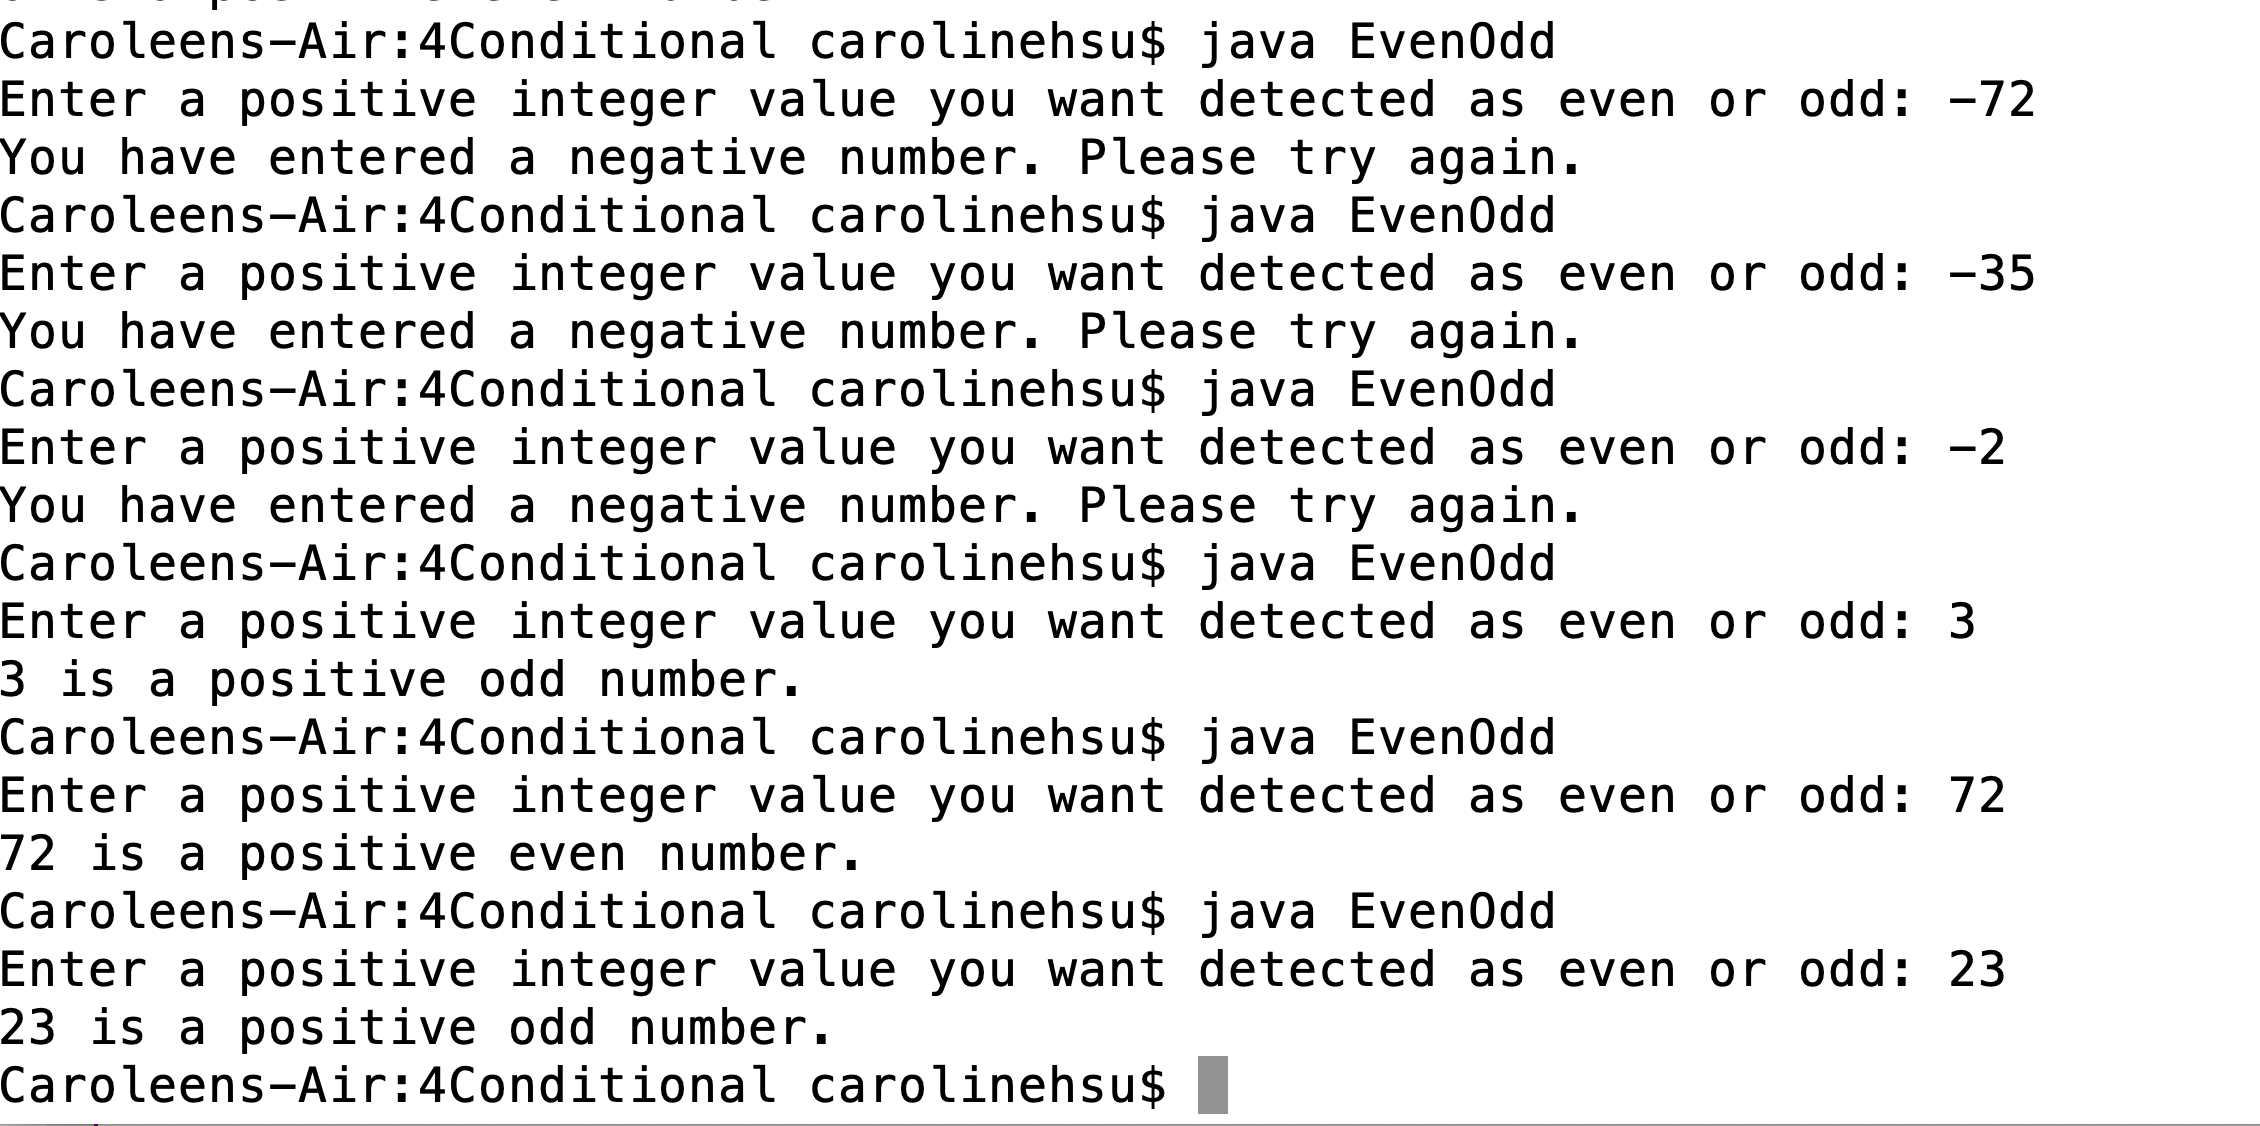 Caroleens-Air:4Conditional carolinehsu$ java EvenOdd
Enter a positive integer value you want detected as even or odd: -72
You have entered a negative number. Please try again.
Caroleens-Air:4Conditional carolinehsu$ java EvenOdd
Enter a positive integer value you want detected as even or odd: -35
You have entered a negative number. Please try again.
Caroleens-Air:4Conditional carolinehsu$ java EvenOdd
Enter a positive integer value you want detected as even or odd: -2
You have entered a negative number. Please try again.
Caroleens-Air:4Conditional carolinehsu$ java EvenOdd
Enter a positive integer value you want detected as even or odd: 3
3 is a positive odd number.
Caroleens-Air:4Conditional carolinehsu$ java EvenOdd
Enter a positive integer value you want detected as even or odd: 72
72 is a positive even number.
Caroleens-Air:4Conditional carolinehsu$ java EvenOdd
Enter a positive integer value you want detected as even or odd: 23
23 is a positive odd number.
Caroleens-Air:4Conditional carolinehsu$